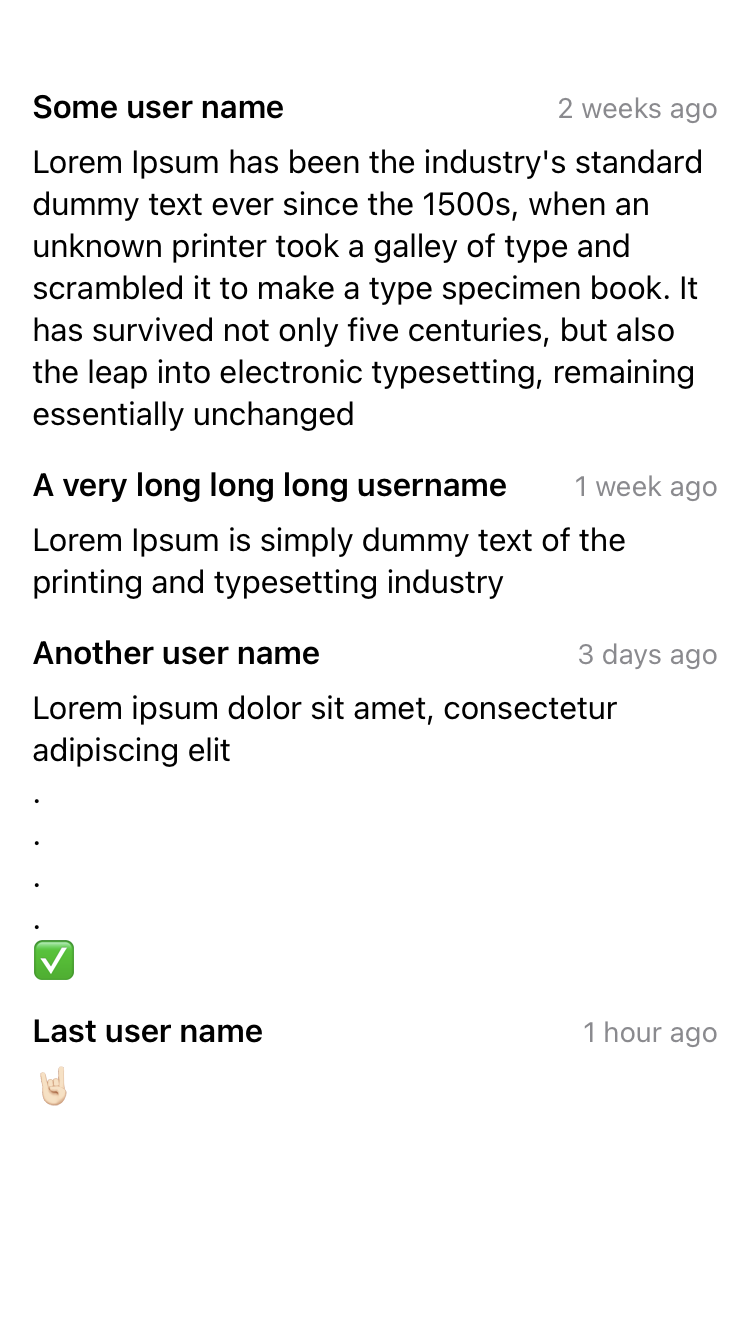 Some user name 2 weeks ago
Lorem Ipsum has been the industry's standard
dummy text ever since the 1500s, when an
unknown printer took a galley of type and
scrambled it to make a type specimen book. It
has survived not only five centuries, but also
the leap into electronic typesetting, remaining
essentially unchanged
A very long long long username 1 week ago
Lorem Ipsum is simply dummy text of the
printing and typesetting industry
Another user name 3 days ago
Lorem ipsum dolor sit amet, consectetur
adipiscing elit
.
.
.
.
✅
Last user name 1 hour ago
🤘🏻